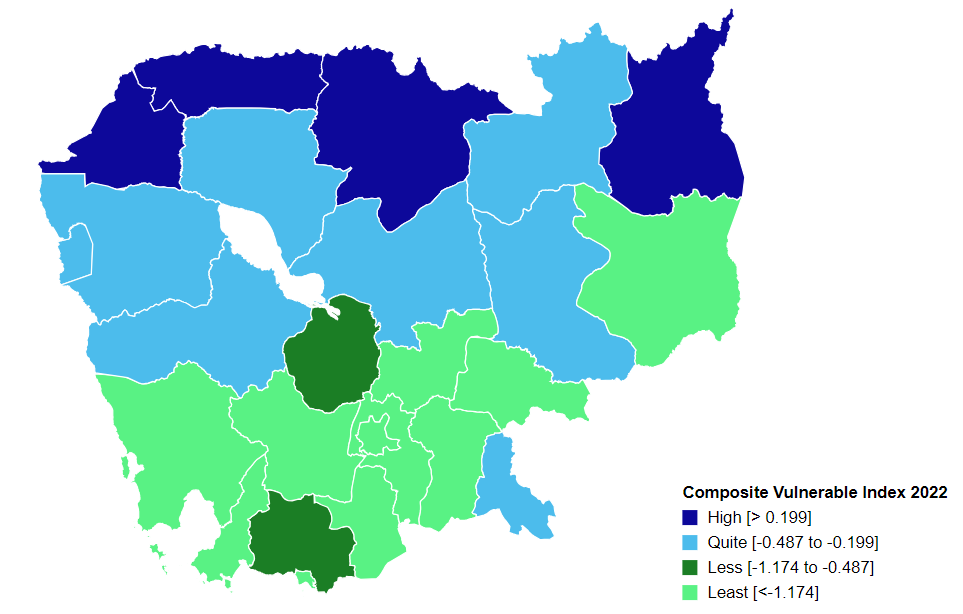 Composite Vulnerable Index 2022
High [> 0.199]
Quite [-0.487 to -0.199]
Less [-1.174 to -0.487]
Least [<-1.174]